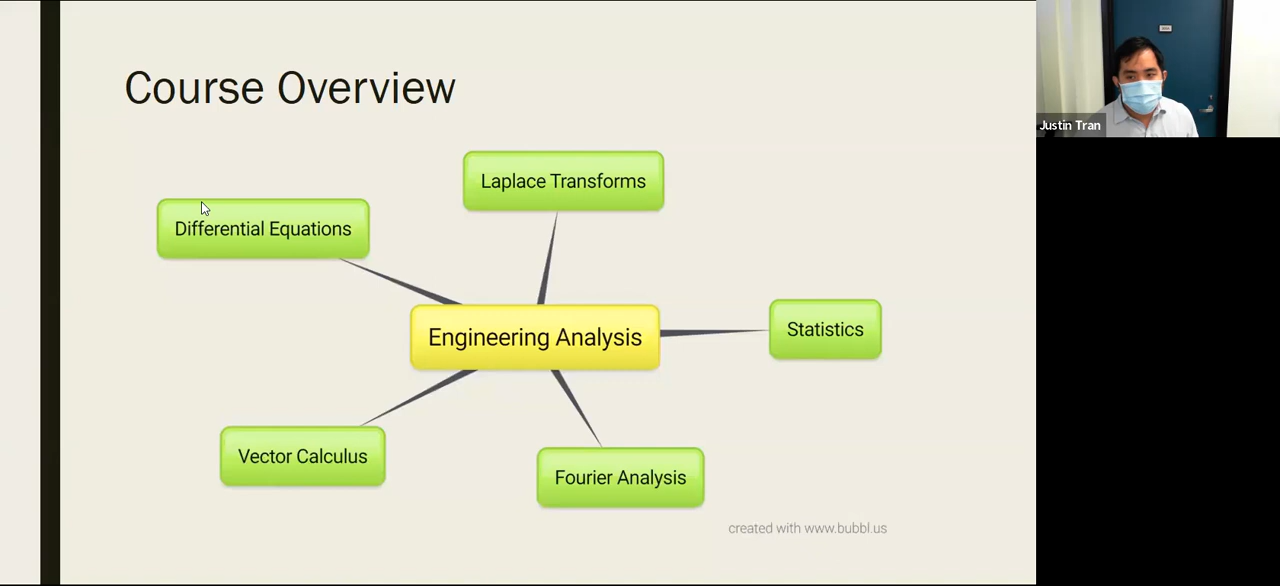 Course Overview
Justin Tran
Laplace Transforms
Differential Equations
Engineering Analysis
Statistics
Vector Calculus
Fourier Analysis
created with www.bubbl.us